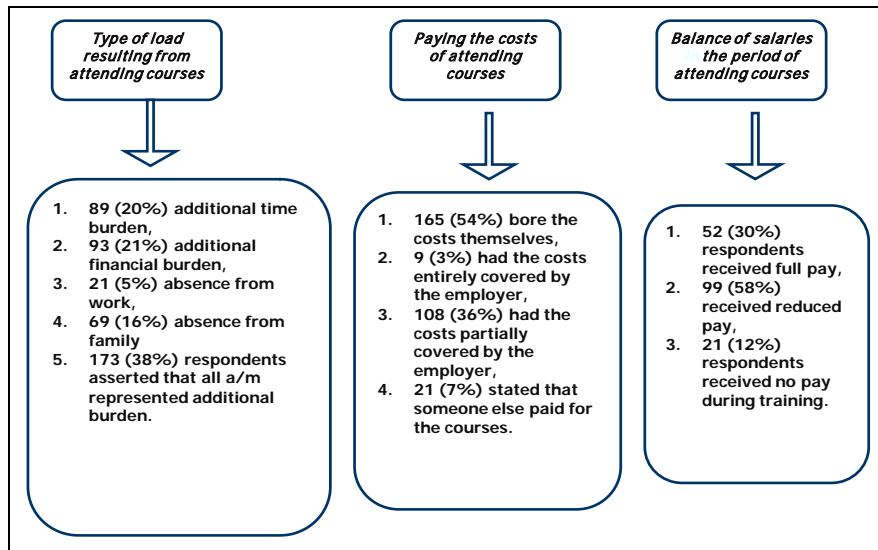 Type of load
resulting from
attending courses
1. 89 (20%) additional time
burden,
2. 93 (21%) additional
financial burden,
3. 21 (5%) absence from
work,
4. 69 (16%) absence from
family
5. 173 (38%) respondents
asserted that all a/m
represented additional
burden.
Paying the costs
of attending
courses
1. 165 (54%) bore the
costs themselves,
2. 9 (3%) had the costs
entirely covered by
the employer,
3. 108 (36%) had the
costs partially
covered by the
employer,
4. 21 (7%) stated that
someone else paid for
the courses.
Balance of salaries
in the period of
attending courses
1. 52 (30%)
respondents
received full pay,
2. 99 (58%)
received reduced
pay,
3. 21 (12%)
respondents
received no pay
during training.